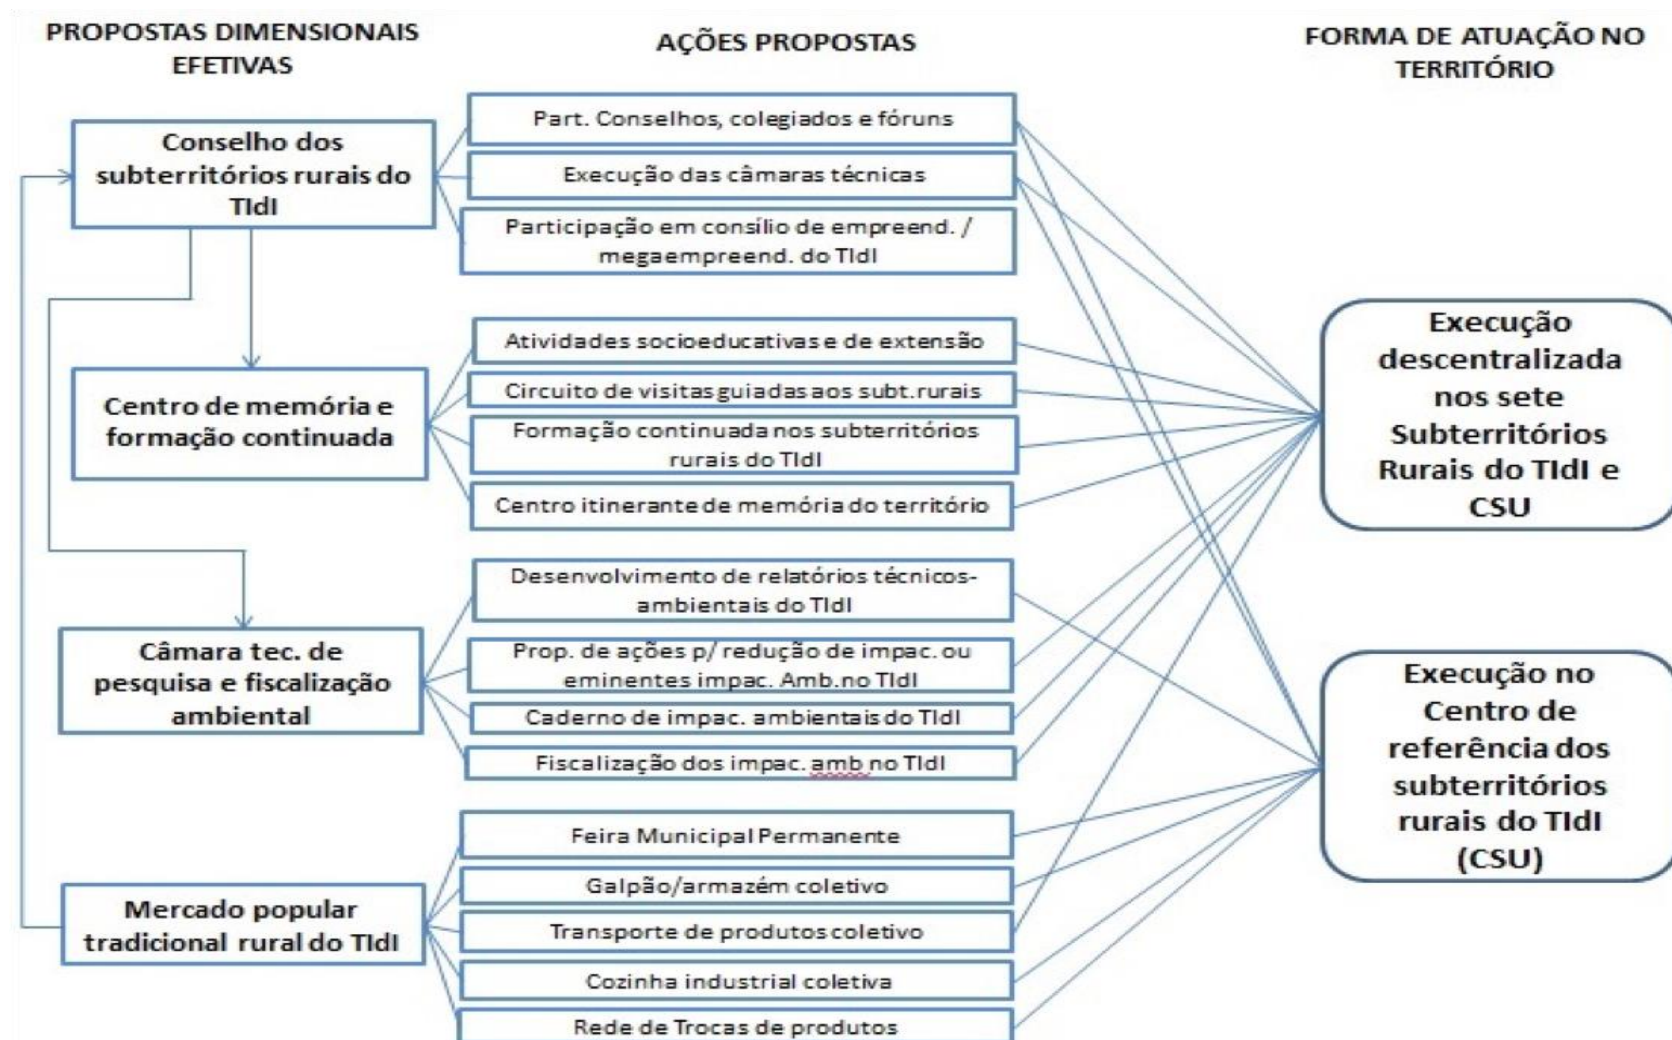 PROPOSTAS DIMENSIONAIS
EFETIVAS
AÇÕES PROPOSTAS
FORMA DE ATUAÇÃO NO
TERRITÓRIO
Conselho dos
subterritórios rurais do
TIdI
Part. Conselhos, colegiados e fóruns
Execução das câmaras técnicas
Participação em consílio de empreend. /
megaempreend. do TIdI
Centro de memória e
formação continuada
Atividades socioeducativas e de extensão
Circuito de visitas guiadas aos subt. rurais
Formação continuada nos subterritórios
rurais do TIdI
Centro itinerante de memória do território
Câmara tec. de
pesquisa e fiscalização
ambiental
Desenvolvimento de relatórios técnicos-
ambientais do TIdI
Prop. de ações p/ redução de impac. ou
eminentes impac. Amb. no TIdI
Caderno de impac. ambientais do TIdI
Fiscalização dos impac. amb no TIdI
Mercado popular
tradicional rural do TIdI
Feira Municipal Permanente
Galpão/armazém coletivo
Transporte de produtos coletivo
Cozinha industrial coletiva
Rede de Trocas de produtos
Execução
descentralizada
nos sete
Subterritórios
Rurais do TIdI e
CSU
Execução no
Centro de
referência dos
subterritórios
rurais do TIdI
(CSU)